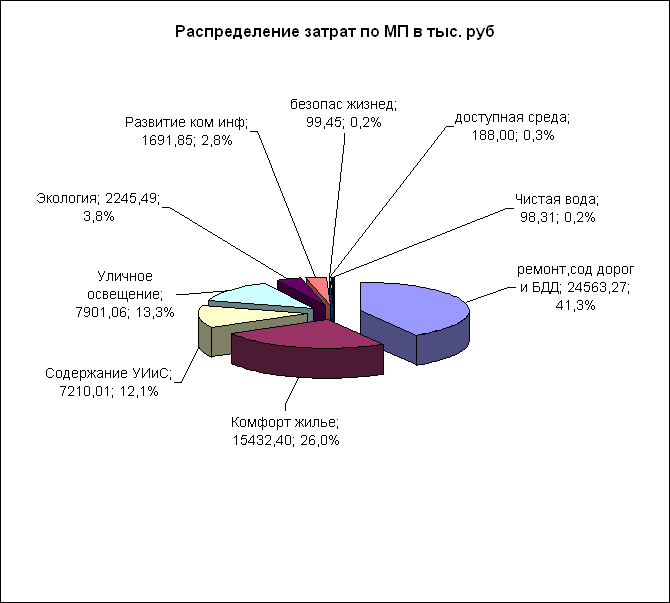 Распределение затрат по МП в тыс. руб
безопас жизнед;
99,45; 0,2%
доступная среда;
188,00; 0,3%
Развитие ком инф;
1691,85; 2,8%
Экология; 2245,49;
3,8%
Чистая вода;
98,31; 0,2%
Уличное
освещение;
7901,06; 13,3%
ремонт,сод дорог
и БДД; 24563,27;
41,3%
Содержание УИиС;
7210,01; 12,1%
Комфорт жилье;
15432,40; 26,0%